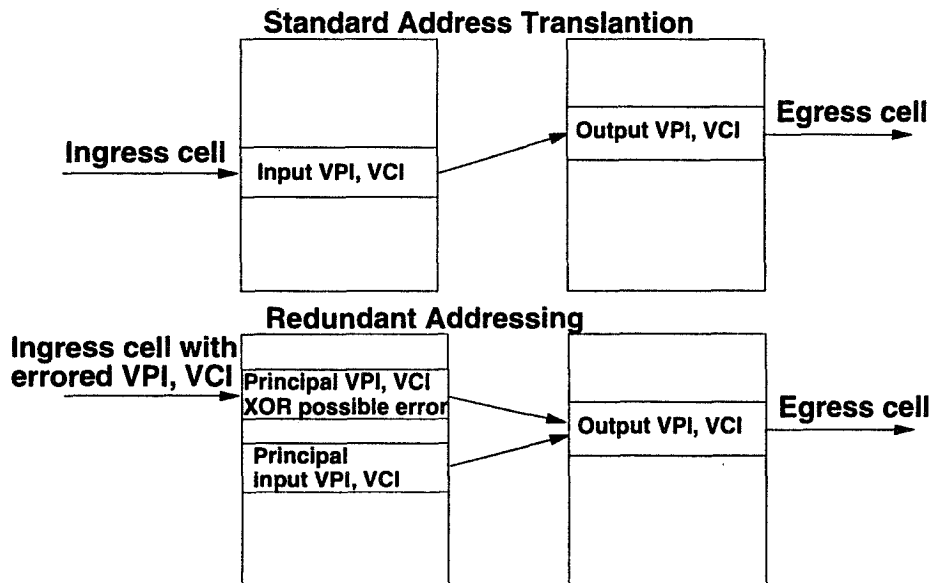 Standard Address Translantion
Ingress cell
Input VPI, VCI
Output VPI, VCI
Egress cell
Redundant Addressing
Ingress cell with
errored VPI, VCI
Principal VPI, VCI
XOR possible error
Principal
input VPI, VCI
Output VPI, VCI
Egress cell